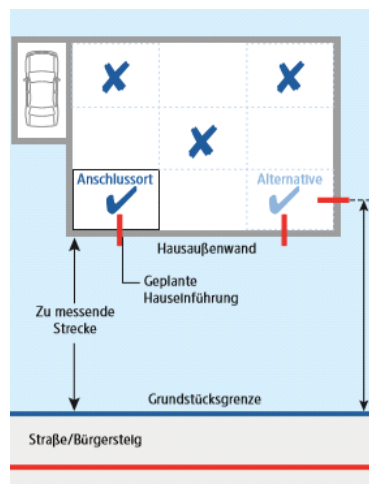 Anschlussort
Alternative
Hausaußenwand
Geplante
Hauseinführung
Zu messende
Strecke
Grundstücksgrenze
Straße/Bürgersteig